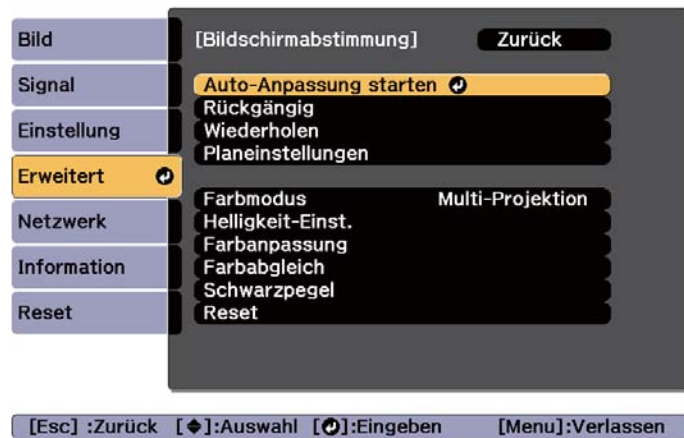 Bild
Signal
Einstellung
Erweitert
Netzwerk
Information
Reset
[Bildschirmabstimmung] Zurück
Auto-Anpassung starten
Rückgängig
Wiederholen
Planeinstellungen
Farbmodus Multi-Projektion
Helligkeit-Einst.
Farbanpassung
Farbabgleich
Schwarzpegel
Reset
[Esc] :Zurück [◆]:Auswahl [⏎]:Eingeben [Menu]:Verlassen